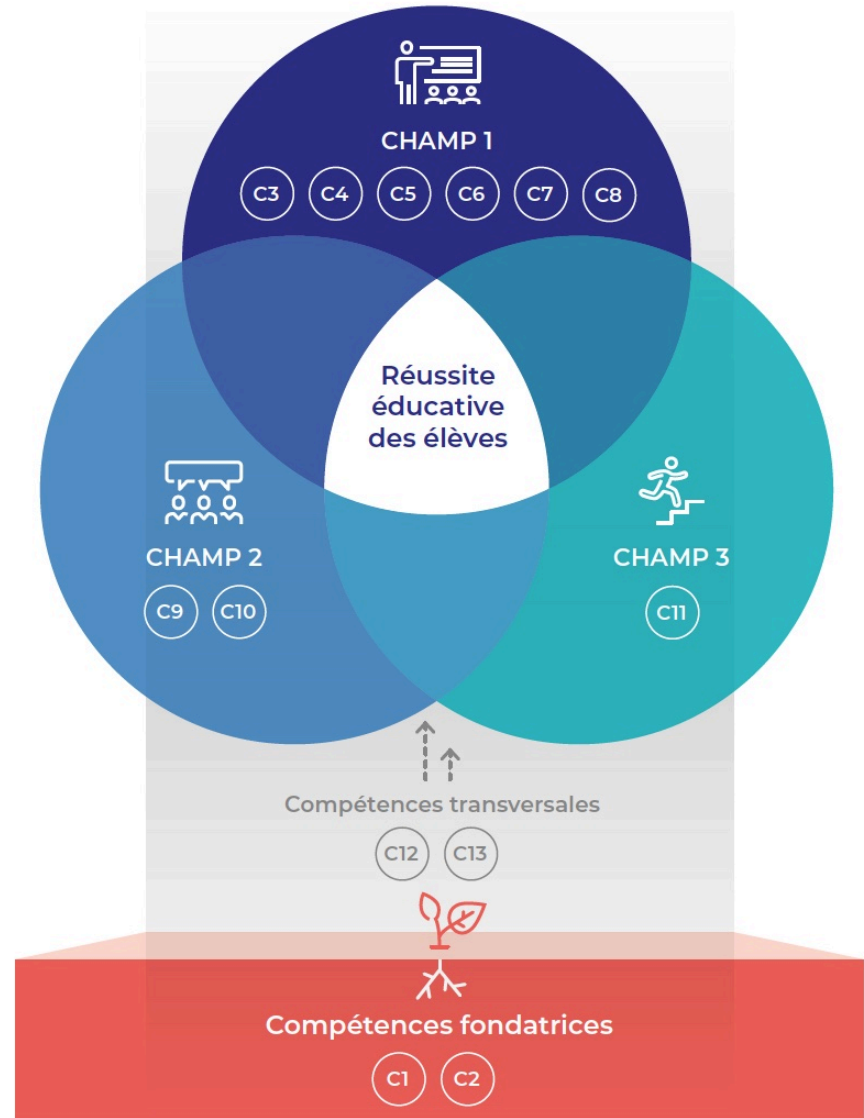 CHAMP 1
C3 C4 C5 C6 C7 C8
Réussite
éducative
des élèves
CHAMP 2
C9 C10
CHAMP 3
C11
Compétences transversales
C12 C13
Compétences fondatrices
C1 C2